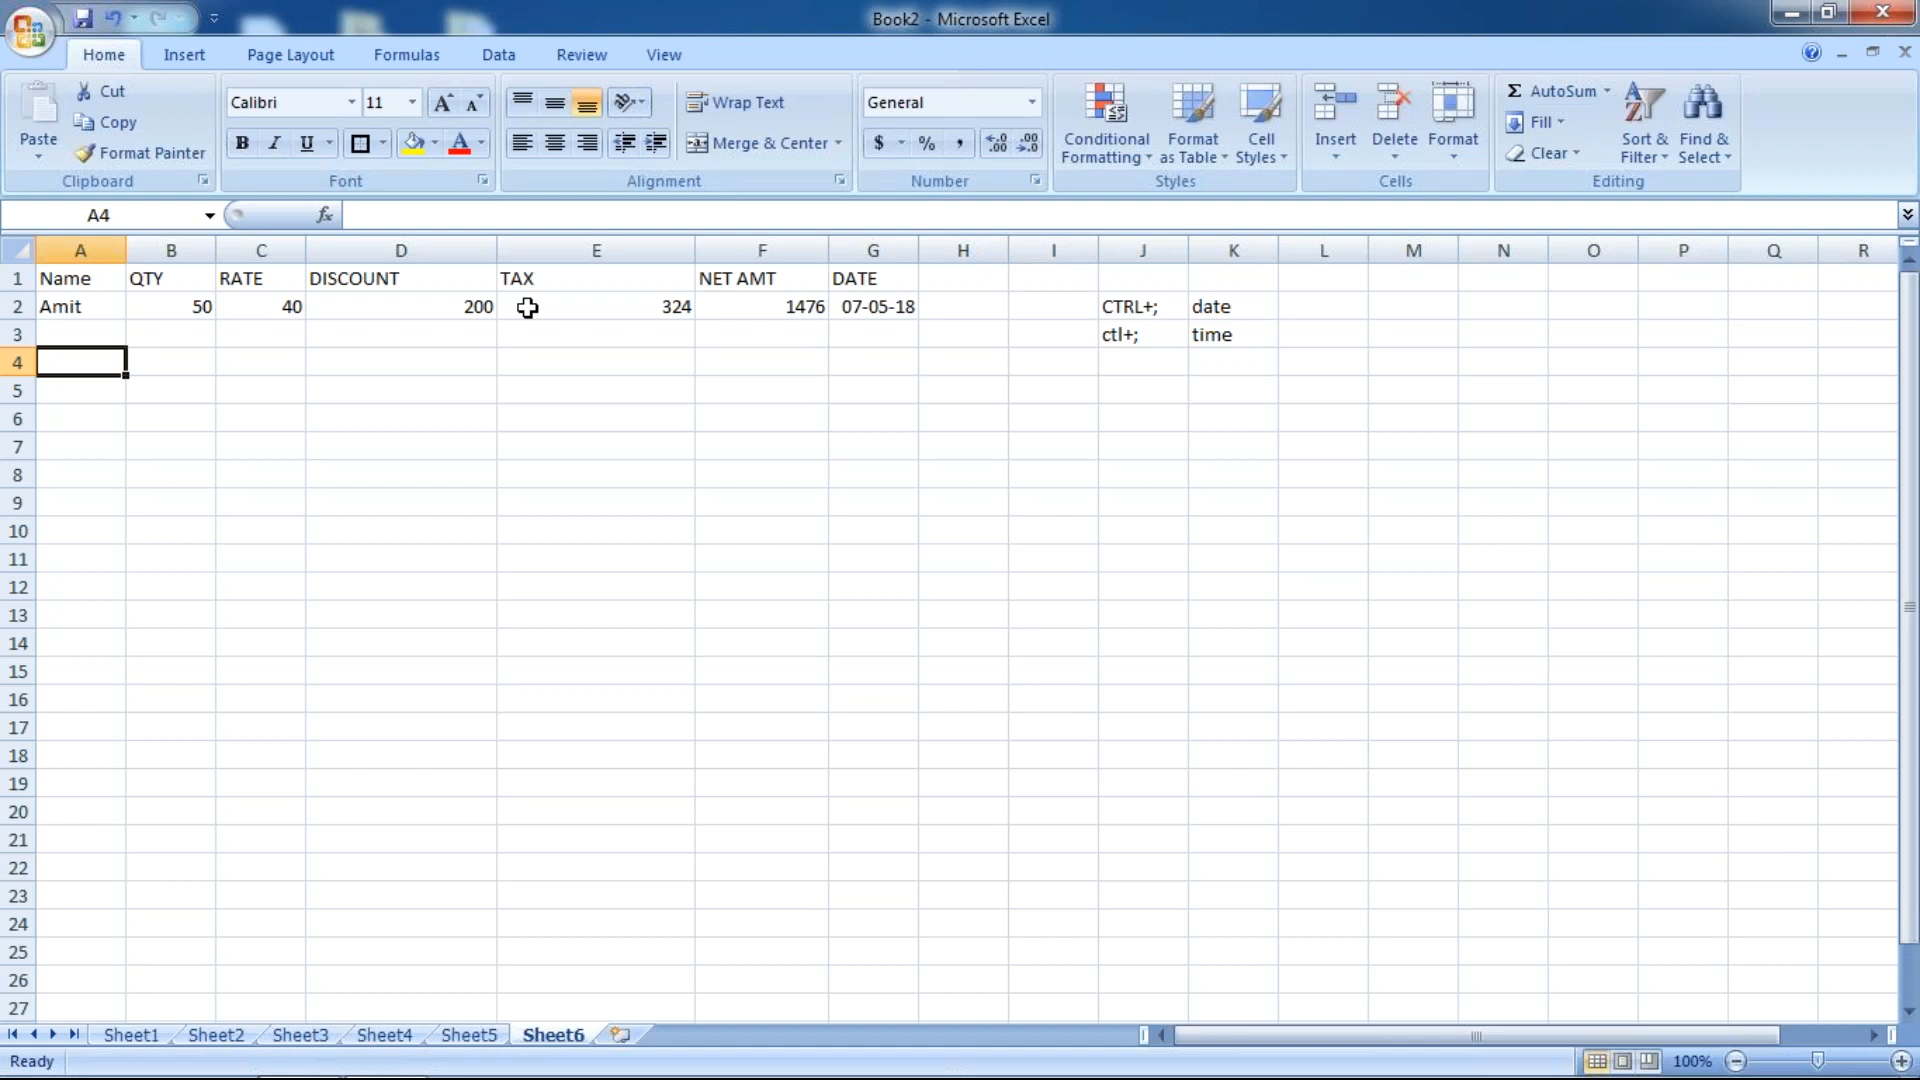 Book2 - Microsoft Excel
Home Insert Page Layout Formulas Data Review View
Paste
Cut
Copy
Format Painter
Clipboard
Calibri 11
B I U
Font
Wrap Text
Merge & Center
Alignment
General
$ % ,
Number
Conditional Formatting
Format as Table
Cell Styles
Styles
Insert Delete Format
Cells
Σ AutoSum
Fill
Clear
Sort & Filter
Find & Select
Editing
A4 fx
A B C D E F G H I J K L M N O P Q R
1 Name QTY RATE DISCOUNT TAX NET AMT DATE
2 Amit 50 40 200 324 1476 07-05-18 CTRL+; date
3 ctl+; time
4
5
6
7
8
9
10
11
12
13
14
15
16
17
18
19
20
21
22
23
24
25
26
27
Sheet1 Sheet2 Sheet3 Sheet4 Sheet5 Sheet6
Ready 100%